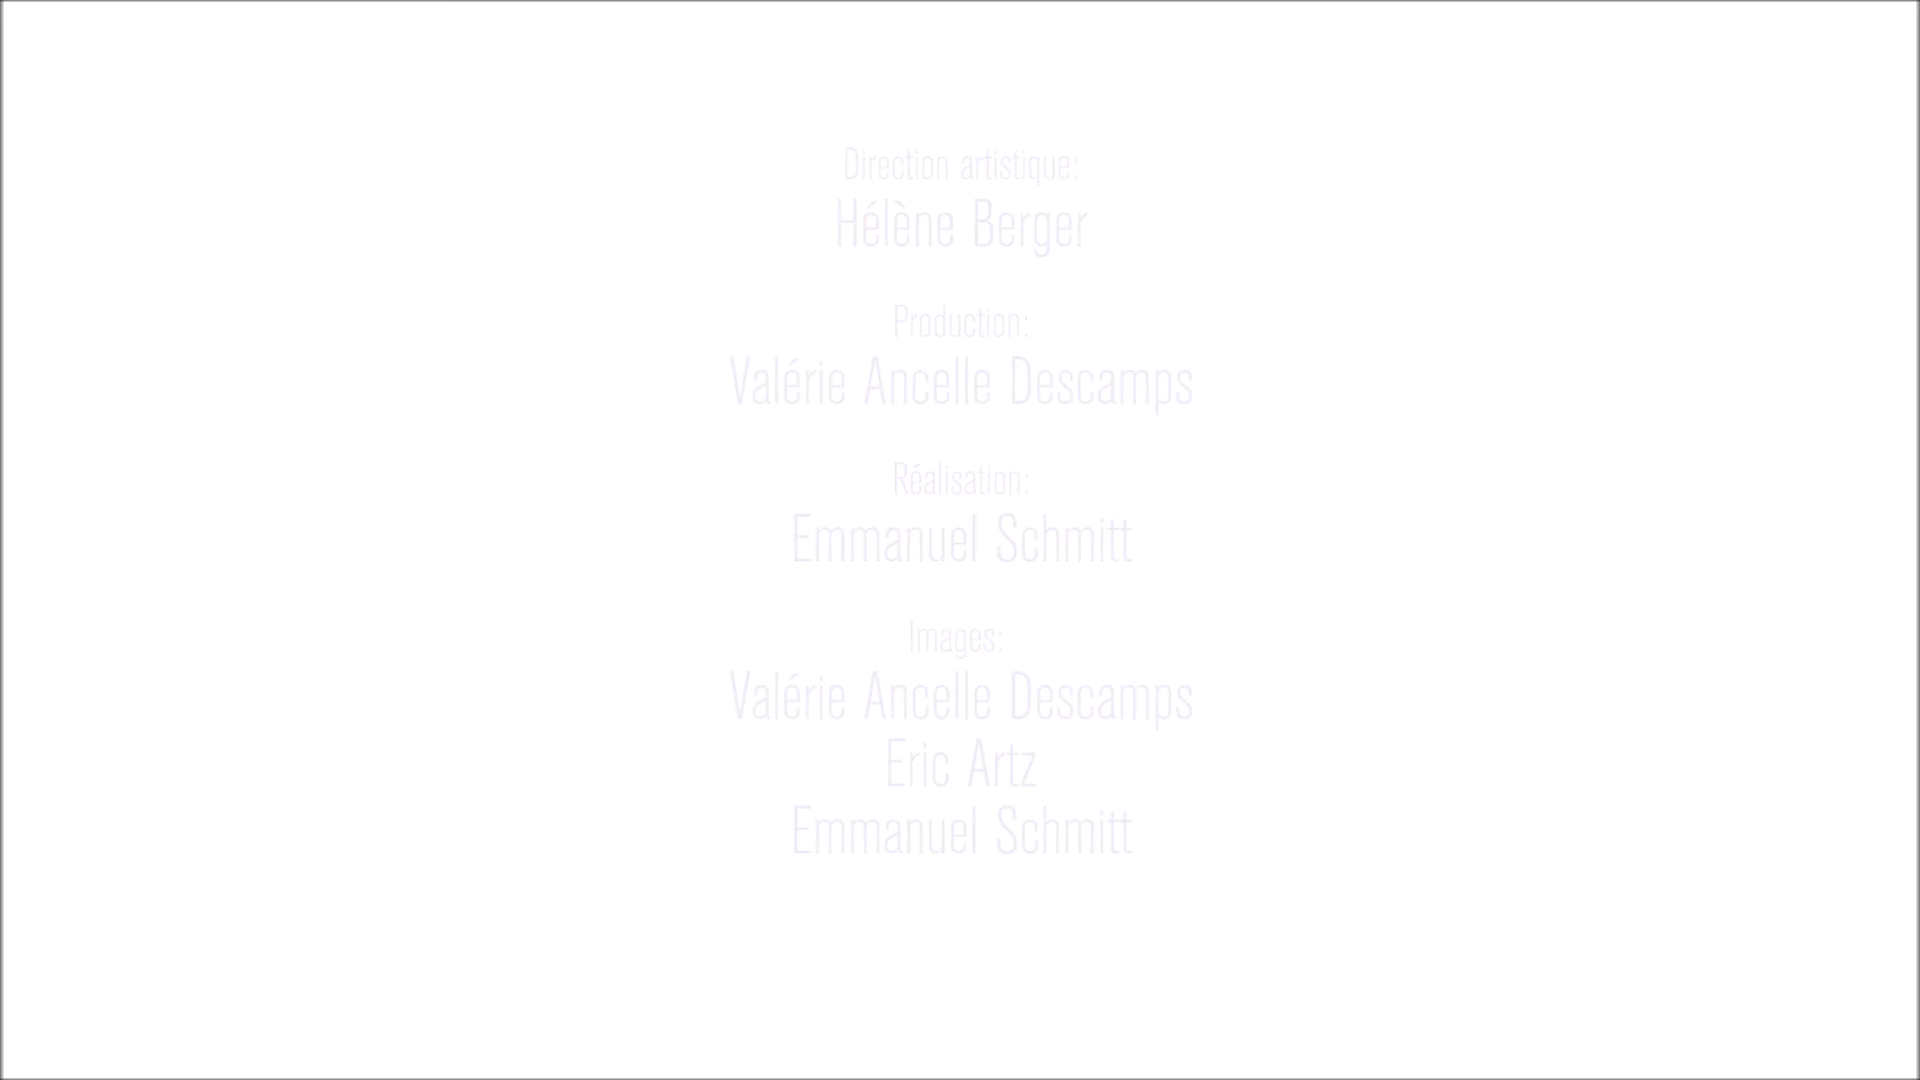 Direction artistique:
Hélène Berger
Production:
Valérie Ancelle Descamps
Réalisation:
Emmanuel Schmitt
Images:
Valérie Ancelle Descamps
Eric Artz
Emmanuel Schmitt